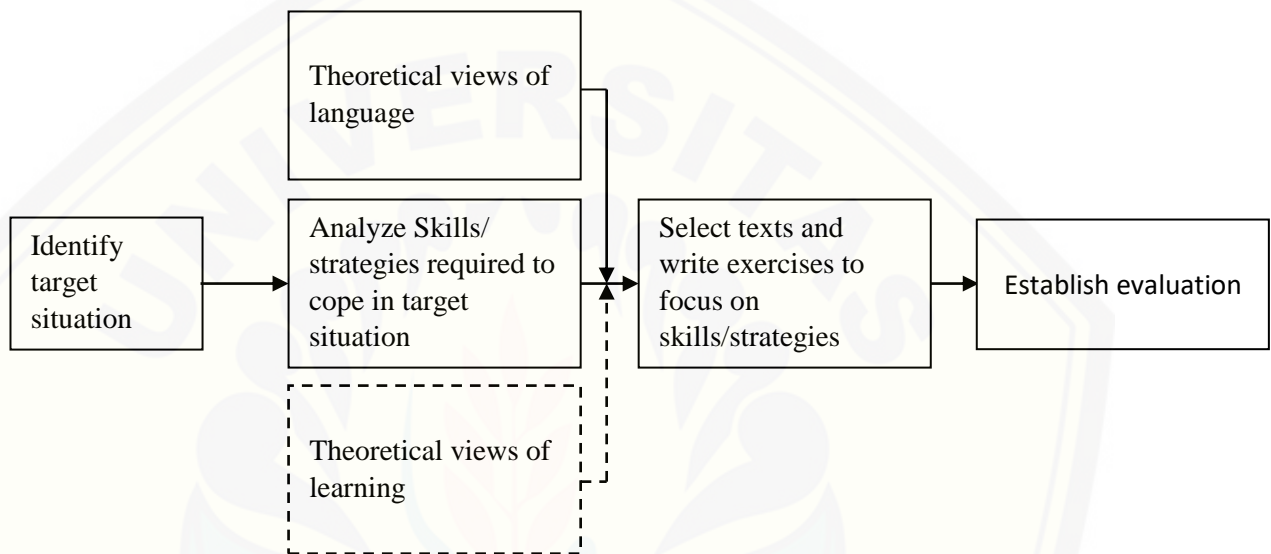 UNIVERSITAS
Theoretical views of
language
Identify
target
situation
Analyze Skills/
strategies required to
cope in target
situation
Select texts and
write exercises to
focus on
skills/strategies
Establish evaluation
Theoretical views of
learning